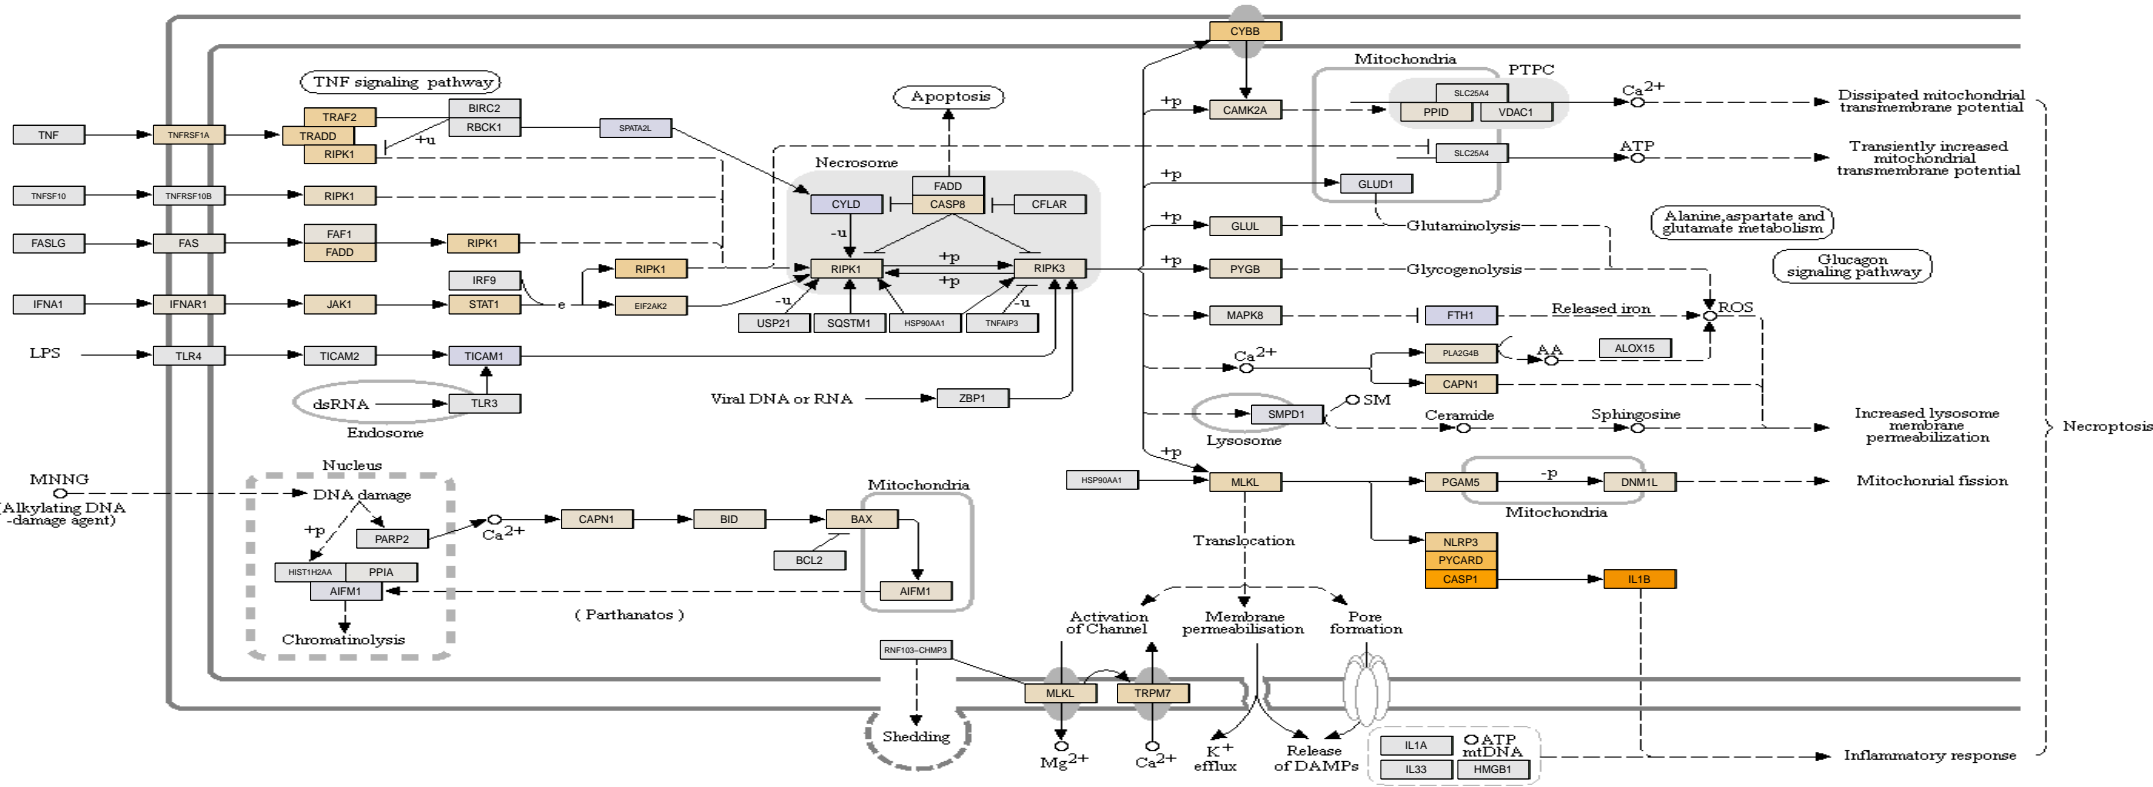 CYBB
Mitochondria
PTPC
TNF signaling pathway
Apoptosis
SLC25A4
Ca2+
Dissipated mitochondrial
transmembrane potential
BIRC2
TRAF2
+p
CAMK2A
PPID
VDAC1
TNF
TNFRSF1A
TRADD
RBCK1
SPATA2L
+u
RIPK1
Necrosome
SLC25A4
ATP
Transiently increased
mitochondrial
transmembrane potential
+p
GLUD1
TNFSF10
TNFRSF10B
RIPK1
FADD
CYLD
CASP8
CFLAR
+p
GLUL
Glutaminolysis
Alanine,aspartate and
glutamate metabolism
FASLG
FAS
FAF1
FADD
RIPK1
-u
+p
+p
RIPK1
RIPK1
RIPK3
+p
PYGB
Glycogenolysis
Glucagon
signaling pathway
IRF9
IFNA1
IFNAR1
JAK1
STAT1
e
EIF2AK2
-u
-u
USP21
SQSTM1
HSP90AA1
TNFAIP3
MAPK8
FTH1
Released iron
ROS
LPS
TLR4
TICAM2
TICAM1
Ca2+
PLA2G4B
AA
ALOX15
CAPN1
dsRNA
TLR3
Endosome
Viral DNA or RNA
ZBP1
SMPD1
SM
Lysosome
Ceramide
Sphingosine
Increased lysosome
membrane
permeabilization
Necroptosis
+p
HSP90AA1
MLKL
PGAM5
-p
DNM1L
Mitochonrial fission
Mitochondria
Nucleus
MNNG
(Alkylating DNA
-damage agent)
DNA damage
+p
PARP2
Ca2+
CAPN1
BID
BAX
Mitochondria
BCL2
HIST1H2AA
PPIA
AIFM1
AIFM1
(Parthanatos)
Chromatinolysis
Translocation
NLRP3
PYCARD
CASP1
IL1B
Activation
of Channel
Membrane
permeabilisation
Pore
formation
RNF103-CHMP3
MLKL
TRPM7
Shedding
Mg2+
Ca2+
K+
efflux
Release
of DAMPs
IL1A
ATP
mtDNA
IL33
HMGB1
Inflammatory response